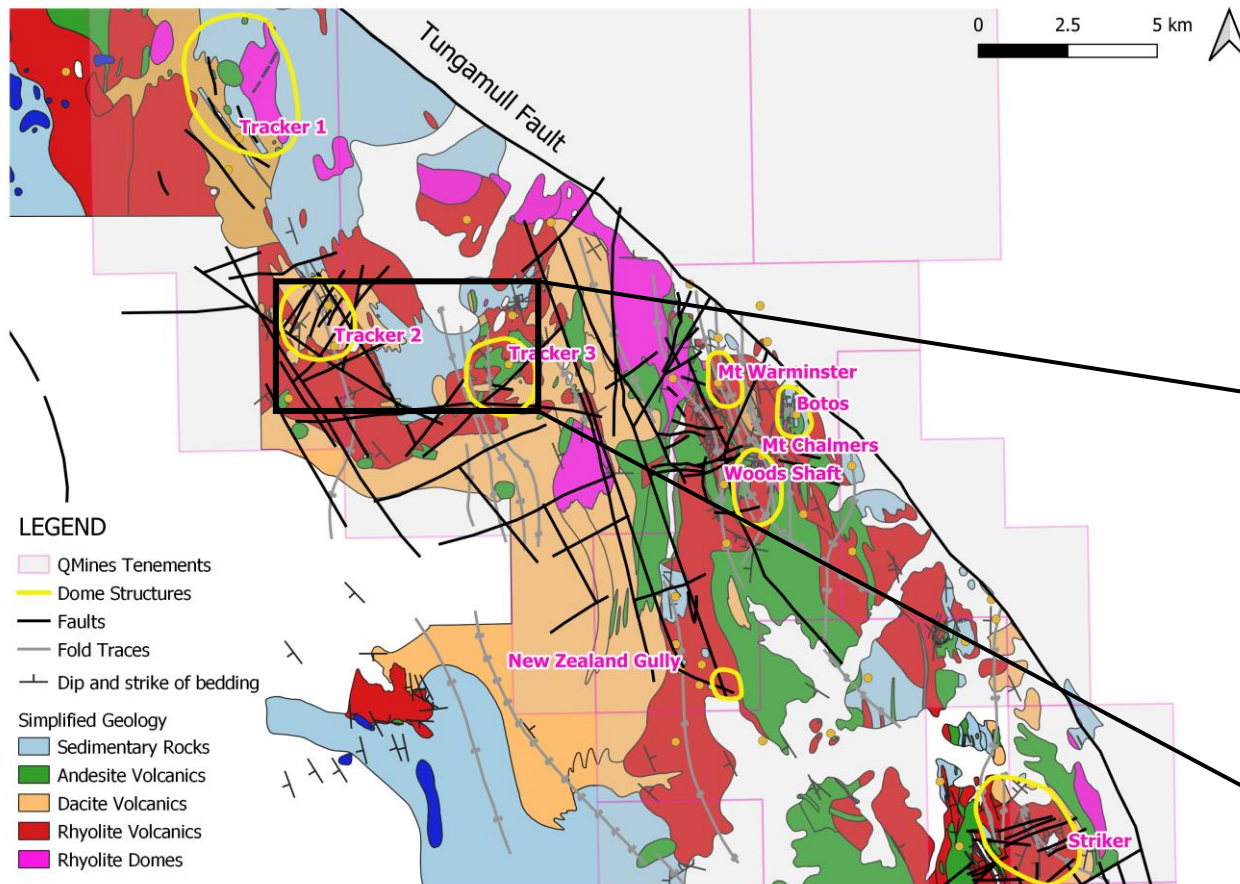 0 2.5 5 km
Tungamull Fault
Tracker 1
Tracker 2
Tracker 3
Mt Warminster
Botos
Mt Chalmers
Woods Shaft
New Zealand Gully
Striker
LEGEND
QMines Tenements
Dome Structures
Faults
Fold Traces
Dip and strike of bedding
Simplified Geology
Sedimentary Rocks
Andesite Volcanics
Dacite Volcanics
Rhyolite Volcanics
Rhyolite Domes